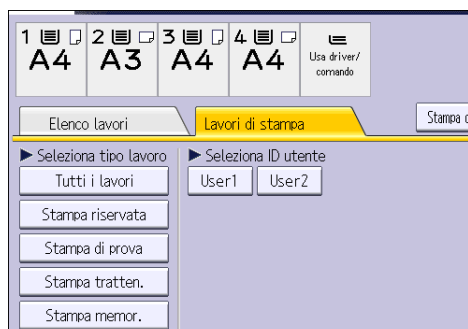 1 2 3 4
A4 A3 A4 A4 Usa driver/
comando
Elenco lavori Lavori di stampa Stampa
Seleziona tipo lavoro Seleziona ID utente
Tutti i lavori User1 User2
Stampa riservata
Stampa di prova
Stampa tratten.
Stampa memor.